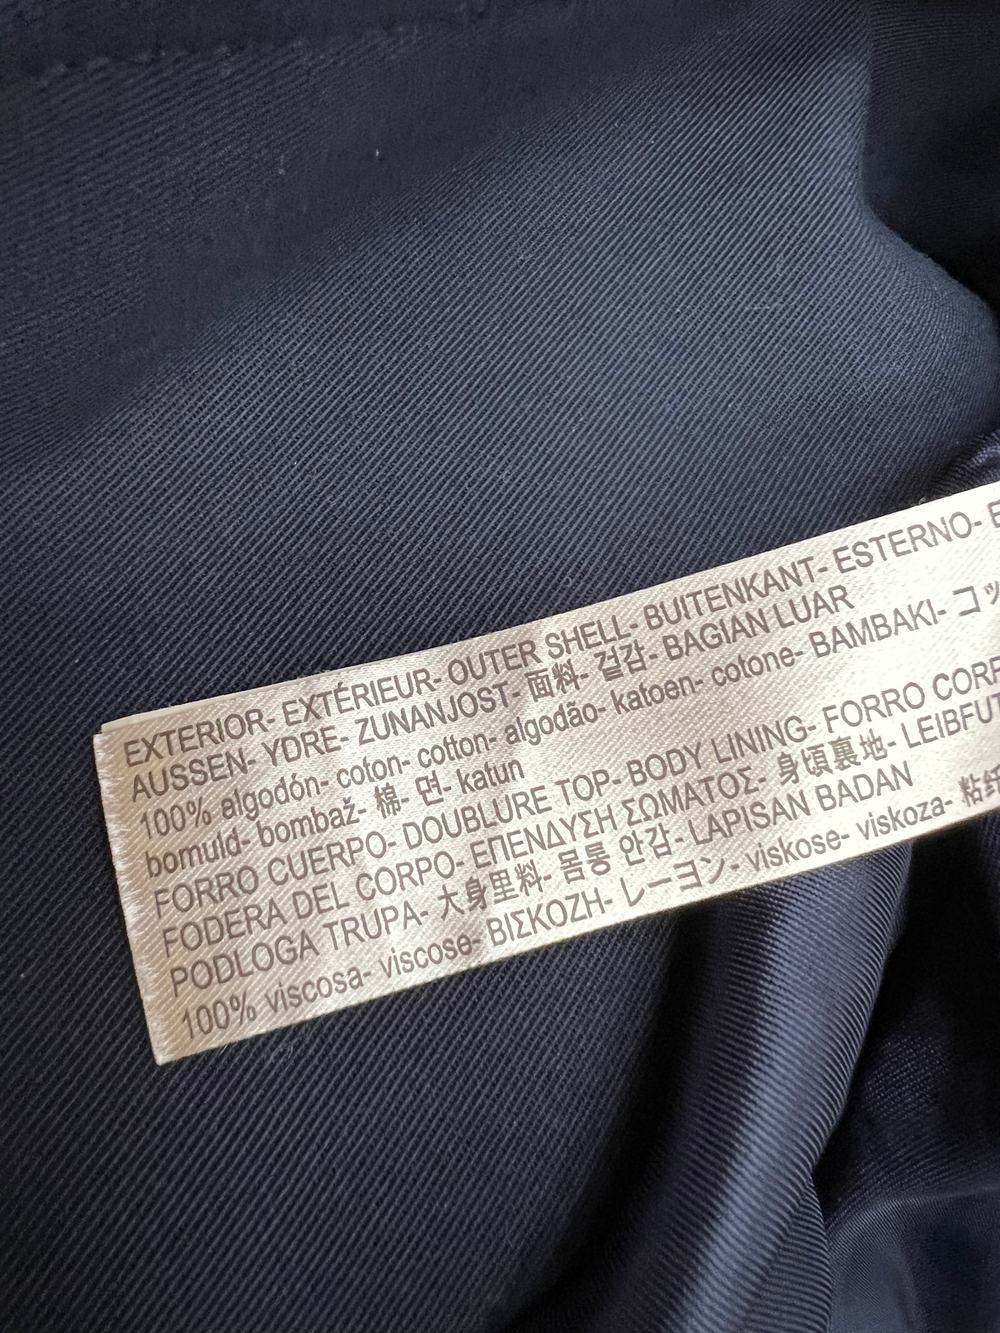 EXTERIOR- EXTÉRIEUR- OUTER SHELL- BUITENKANT- ESTERNO-
AUSSEN- YDRE- ZUNANJOST- 面料- 겉감- BAGIAN LUAR
100% algodón- coton- cotton- algodão- katoen- cotone- BAMBAKI- コッ
bomuld- bombaž- 棉- 면- katun
FORRO CUERPO- DOUBLURE TOP- BODY LINING- FORRO CORP
FODERA DEL CORPO- ΕΠΕΝΔΥΣΗ ΣΩΜΑΤΟΣ- 身頃裏地- LEIBFUT
PODLOGA TRUPA- 大身里料- 몸통 안감- LAPISAN BADAN
100% viscosa- viscose- ΒΙΣΚΟΖΗ- レーヨン- viskose- viskoza- 粘